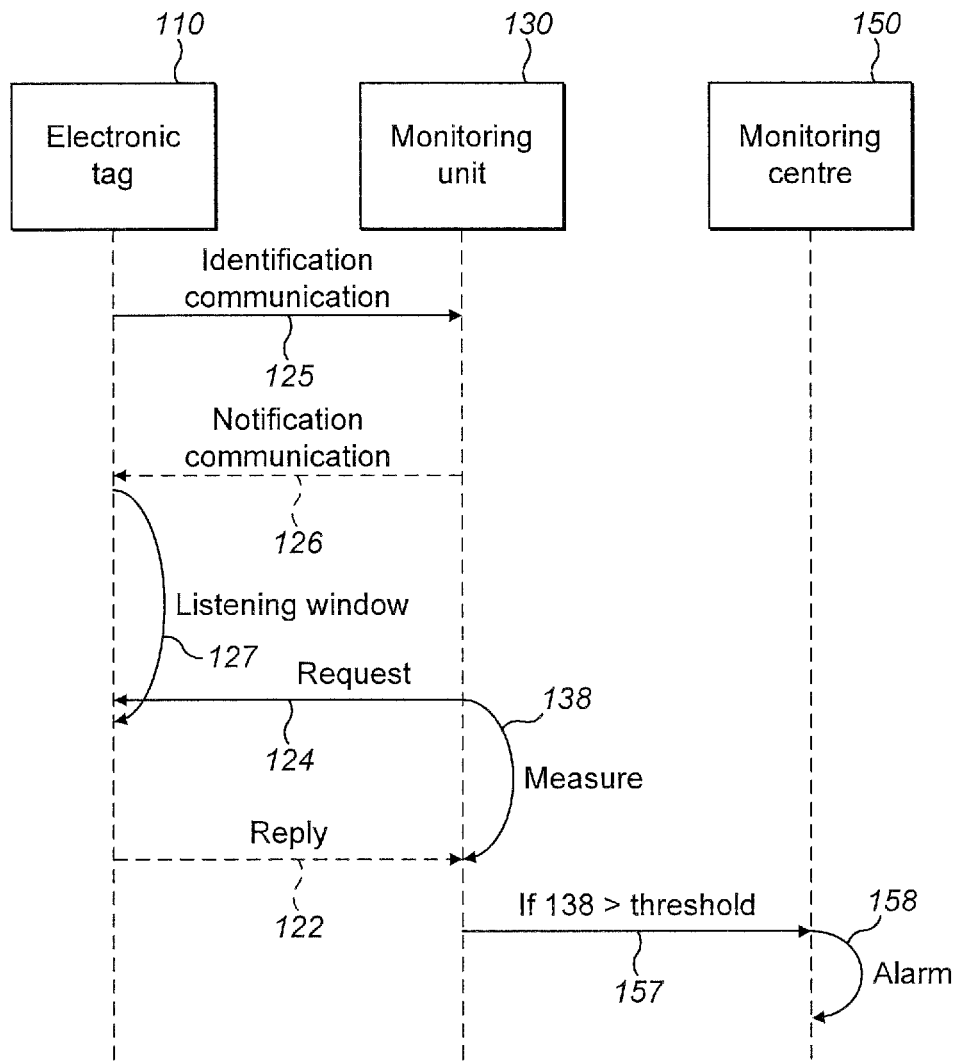 110
130
150
Electronic
tag
Monitoring
unit
Monitoring
centre
Identification
communication
125
Notification
communication
126
Listening window
127
Request
138
124
Measure
Reply
122
If 138 > threshold
158
157
Alarm